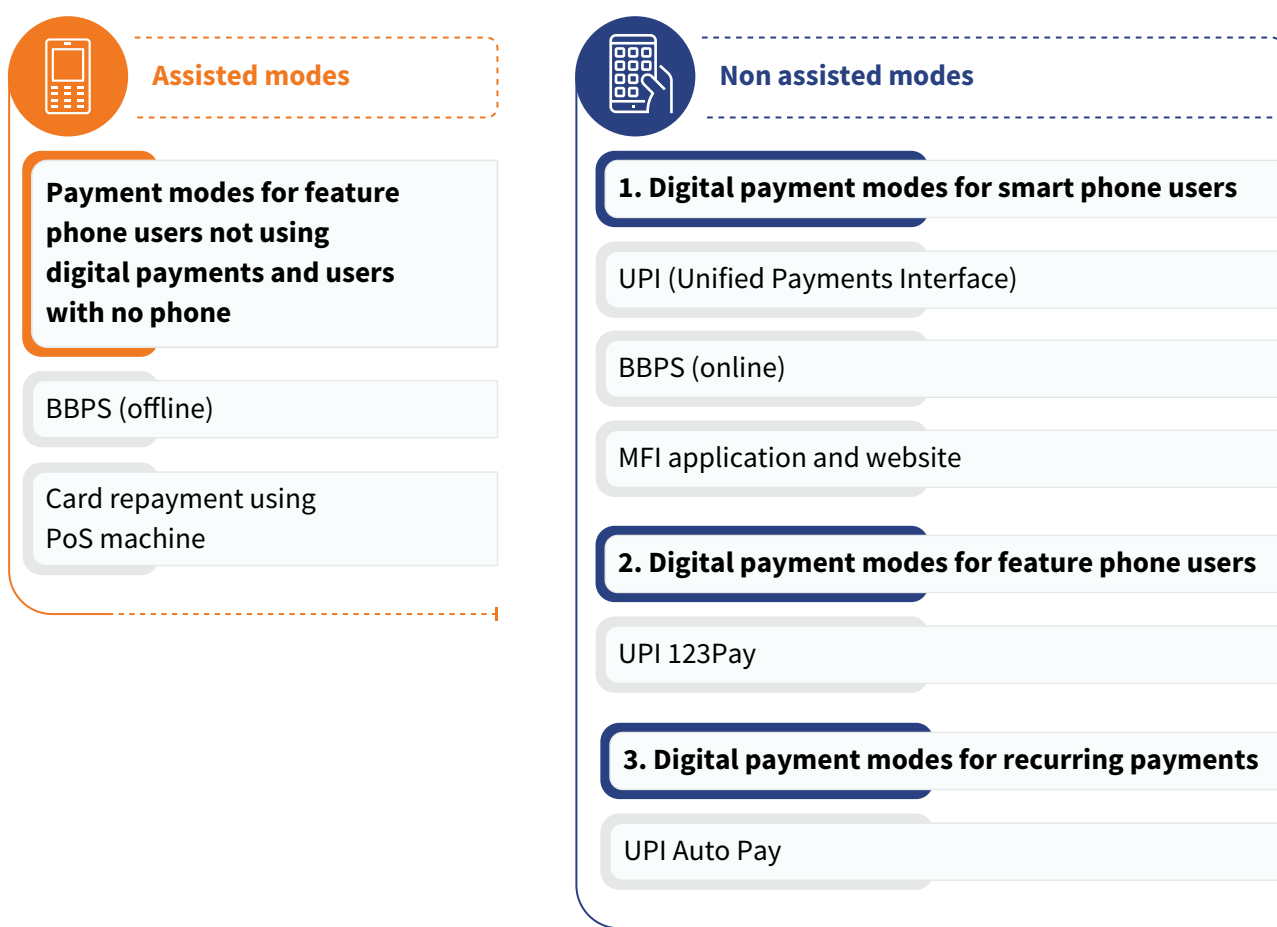 Assisted modes
Payment modes for feature
phone users not using
digital payments and users
with no phone
BBPS (offline)
Card repayment using
PoS machine
Non assisted modes
1. Digital payment modes for smart phone users
UPI (Unified Payments Interface)
BBPS (online)
MFI application and website
2. Digital payment modes for feature phone users
UPI 123Pay
3. Digital payment modes for recurring payments
UPI Auto Pay